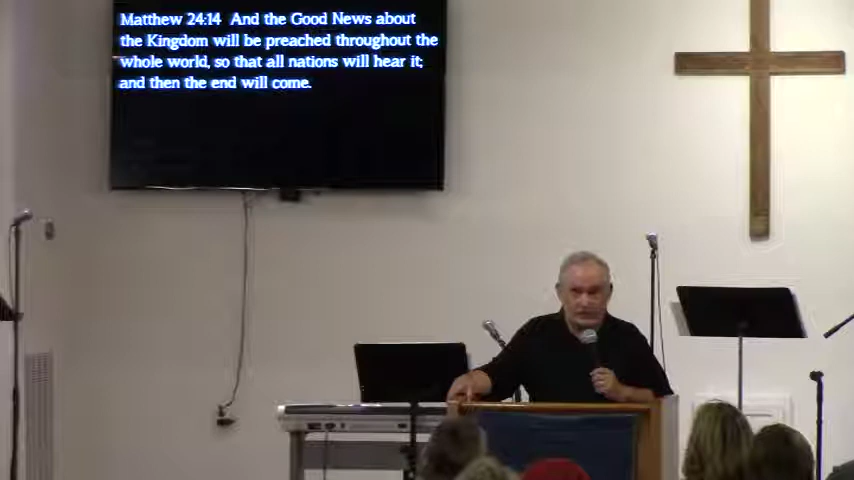 Matthew 24:14 And the Good News about
the Kingdom will be preached throughout the
whole world, so that all nations will hear it;
and then the end will come.